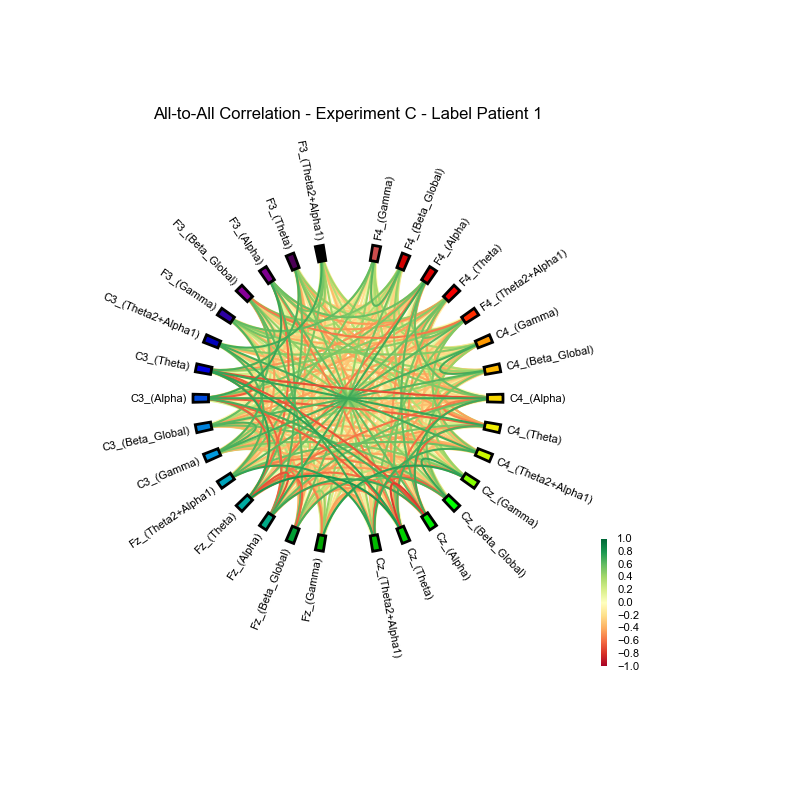 All-to-All Correlation - Experiment C - Label Patient 1
F3_(Theta2+Alpha1)
F3_(Theta)
F3_(Alpha)
F3_(Beta_Global)
F3_(Gamma)
C3_(Theta2+Alpha1)
C3_(Theta)
C3_(Alpha)
C3_(Beta_Global)
C3_(Gamma)
Fz_(Theta2+Alpha1)
Fz_(Theta)
Fz_(Alpha)
Fz_(Beta_Global)
Fz_(Gamma)
Cz_(Theta2+Alpha1)
Cz_(Theta)
Cz_(Alpha)
Cz_(Beta_Global)
Cz_(Gamma)
C4_(Theta2+Alpha1)
C4_(Theta)
C4_(Alpha)
C4_(Beta_Global)
C4_(Gamma)
F4_(Theta2+Alpha1)
F4_(Theta)
F4_(Alpha)
F4_(Beta_Global)
F4_(Gamma)
1.0
0.8
0.6
0.4
0.2
0.0
−0.2
−0.4
−0.6
−0.8
−1.0